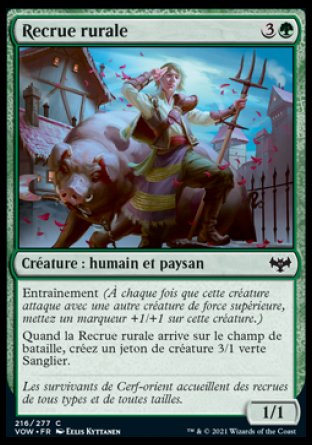 Recrue rurale 3
Créature : humain et paysan
Entraînement (À chaque fois que cette créature
attaque avec une autre créature
de force supérieure,
mettez un marqueur +1/+1 sur cette créature.)
Quand la Recrue rurale arrive sur le champ de
bataille, créez un jeton de créature 3/1 verte
Sanglier.
Les survivants de Cerf-orient accueillent des recrues
de tous types et de toutes tailles.
1/1
216/277 C
VOW • FR Eelis Kyttanen
™ & © 2021 Wizards of the Coast